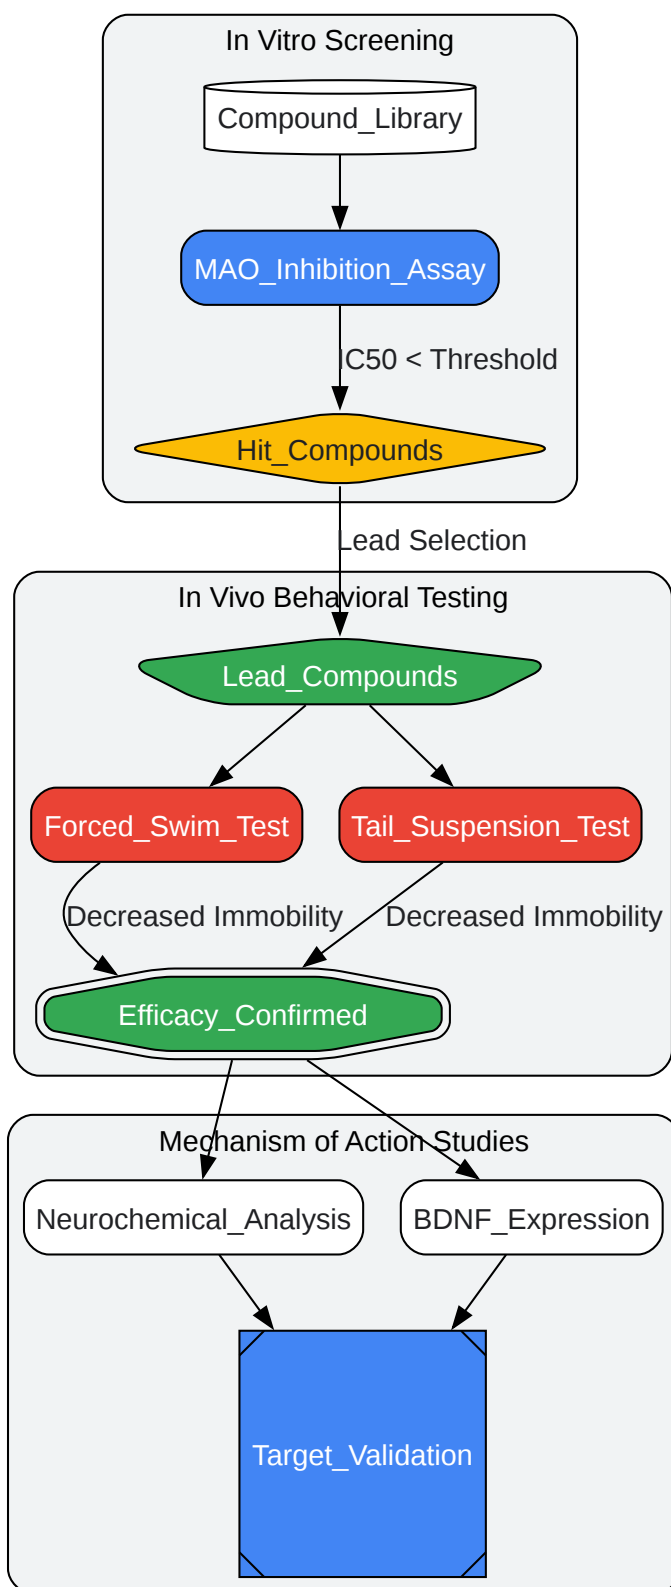 In Vitro Screening
Compound_Library
MAO_Inhibition_Assay
IC50 < Threshold
Hit_Compounds
Lead Selection
In Vivo Behavioral Testing
Lead_Compounds
Forced_Swim_Test
Tail_Suspension_Test
Decreased Immobility
Decreased Immobility
Efficacy_Confirmed
Mechanism of Action Studies
Neurochemical_Analysis
BDNF_Expression
Target_Validation